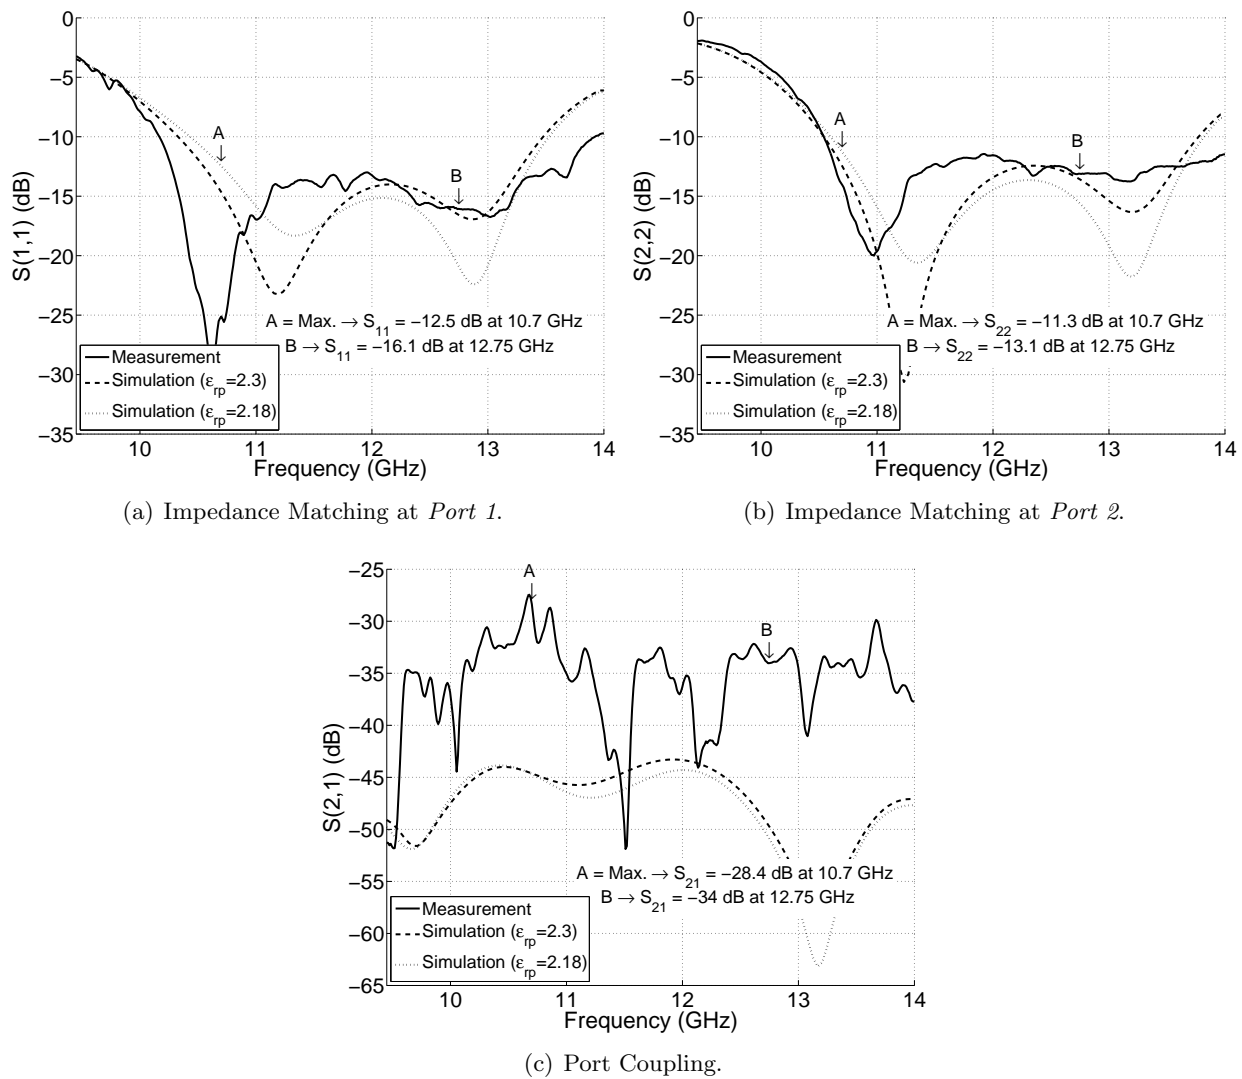 0
−5
−10
−15
−20
−25
−30
−35
10
11
12
13
14
S(1,1) (dB)
Frequency (GHz)
A
B
A = Max. → S11 = −12.5 dB at 10.7 GHz
B → S11 = −16.1 dB at 12.75 GHz
Measurement
Simulation (εrp=2.3)
Simulation (εrp=2.18)
(a) Impedance Matching at Port 1.
0
−5
−10
−15
−20
−25
−30
−35
10
11
12
13
14
S(2,2) (dB)
Frequency (GHz)
A
B
A = Max. → S22 = −11.3 dB at 10.7 GHz
B → S22 = −13.1 dB at 12.75 GHz
Measurement
Simulation (εrp=2.3)
Simulation (εrp=2.18)
(b) Impedance Matching at Port 2.
−25
−30
−35
−40
−45
−50
−55
−60
−65
10
11
12
13
14
S(2,1) (dB)
Frequency (GHz)
A
B
A = Max. → S21 = −28.4 dB at 10.7 GHz
B → S21 = −34 dB at 12.75 GHz
Measurement
Simulation (εrp=2.3)
Simulation (εrp=2.18)
(c) Port Coupling.